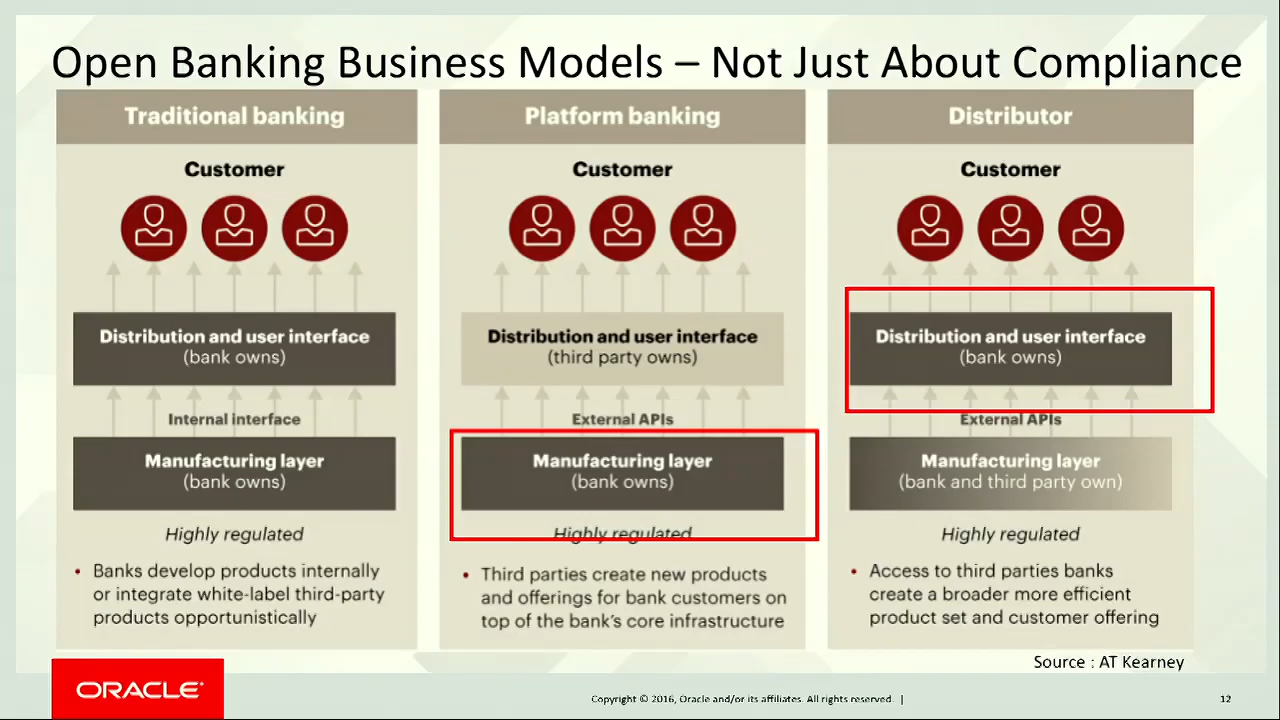 Open Banking Business Models – Not Just About Compliance
Traditional banking
Customer
Distribution and user interface
(bank owns)
Internal interface
Manufacturing layer
(bank owns)
Highly regulated
• Banks develop products internally
or integrate white-label third-party
products opportunistically
Platform banking
Customer
Distribution and user interface
(third party owns)
External APIs
Manufacturing layer
(bank owns)
Highly regulated
• Third parties create new products
and offerings for bank customers on
top of the bank's core infrastructure
Distributor
Customer
Distribution and user interface
(bank owns)
External APIs
Manufacturing layer
(bank and third party own)
Highly regulated
• Access to third parties banks
create a broader more efficient
product set and customer offering
Source : AT Kearney
ORACLE®
Copyright © 2016, Oracle and/or its affiliates. All rights reserved. |
12